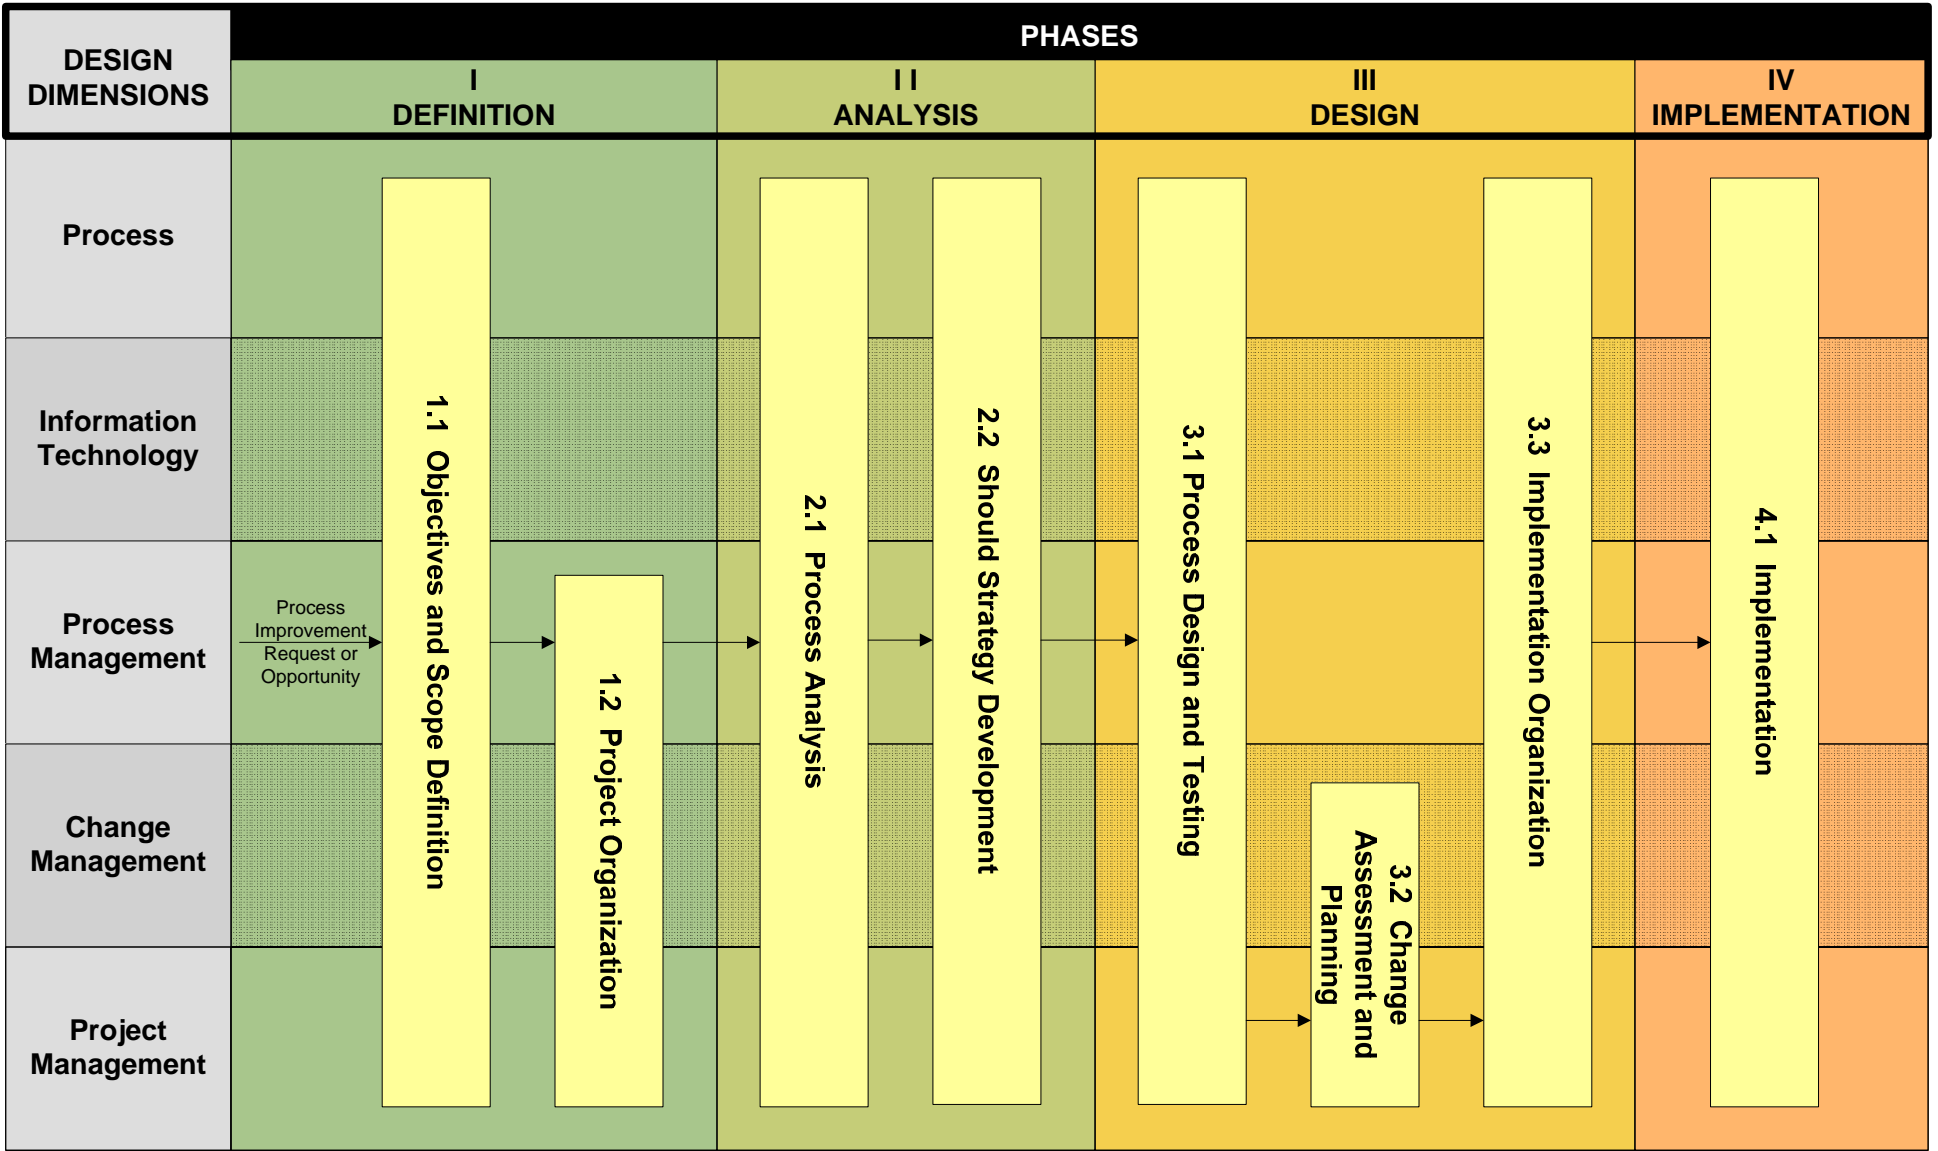 DESIGN
DIMENSIONS
PHASES
I
DEFINITION
I I
ANALYSIS
III
DESIGN
IV
IMPLEMENTATION
Process
Information
Technology
Process
Management
Change
Management
Project
Management
Process
Improvement
Request or
Opportunity
1.1 Objectives and Scope Definition
1.2 Project Organization
2.1 Process Analysis
2.2 Should Strategy Development
3.1 Process Design and Testing
3.2 Change
Assessment and
Planning
3.3 Implementation Organization
4.1 Implementation